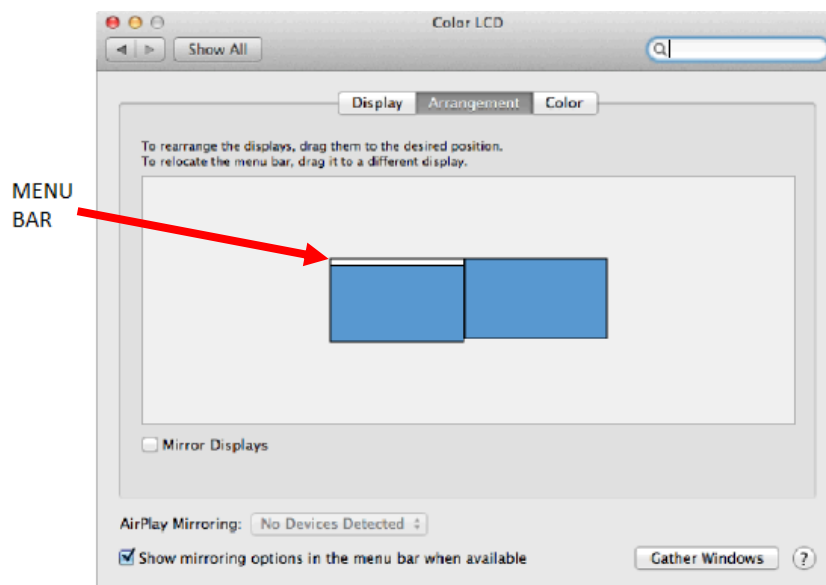 Color LCD
Show All
Display Arrangement Color
To rearrange the displays, drag them to the desired position.
To relocate the menu bar, drag it to a different display.
MENU
BAR
Mirror Displays
AirPlay Mirroring: No Devices Detected
Show mirroring options in the menu bar when available
Gather Windows ?